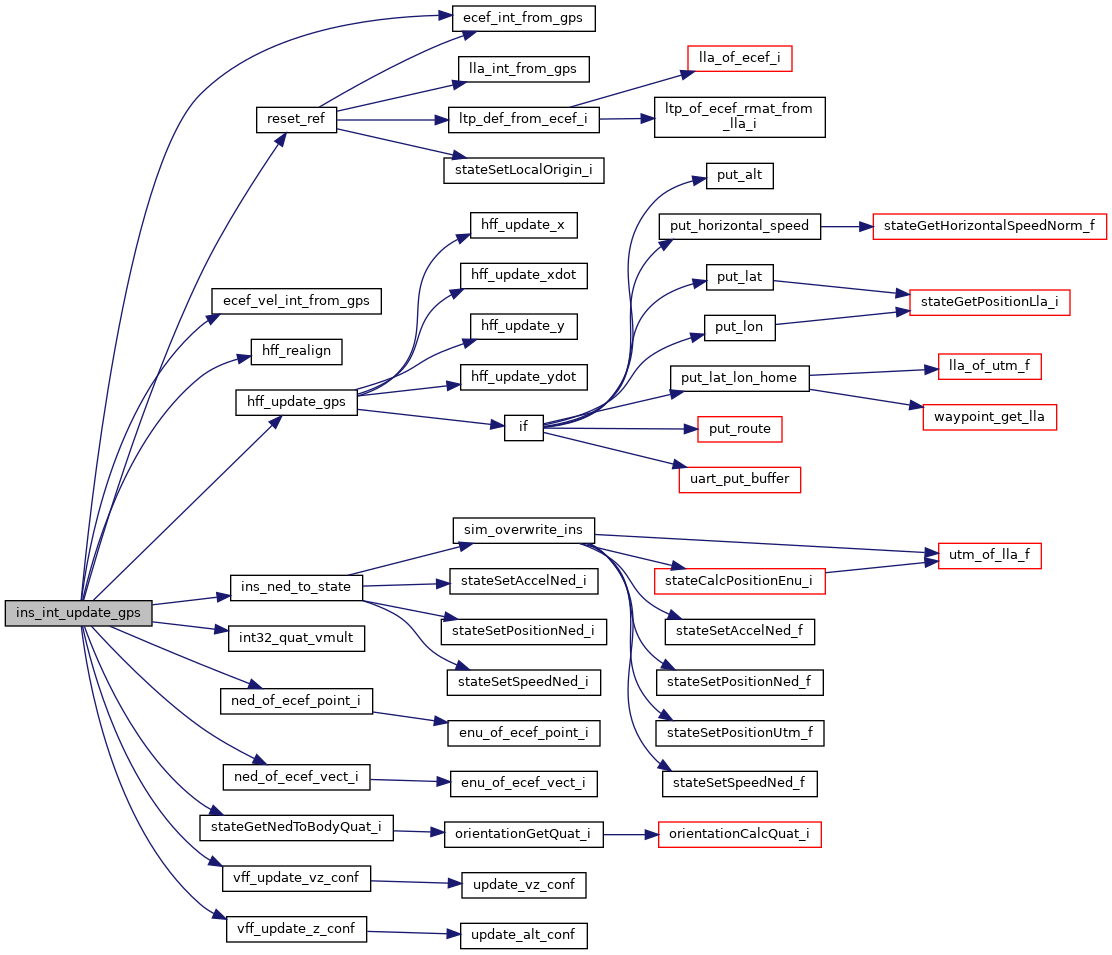 ecef_int_from_gps
lla_of_ecef_i
lla_int_from_gps
reset_ref
ltp_def_from_ecef_i
ltp_of_ecef_rmat_from
_lla_i
stateSetLocalOrigin_i
put_alt
hff_update_x
put_horizontal_speed
stateGetHorizontalSpeedNorm_f
hff_update_xdot
put_lat
ecef_vel_int_from_gps
stateGetPositionLla_i
hff_update_y
put_lon
hff_realign
lla_of_utm_f
hff_update_ydot
put_lat_lon_home
hff_update_gps
waypoint_get_lla
if
put_route
uart_put_buffer
sim_overwrite_ins
utm_of_lla_f
ins_ned_to_state
stateSetAccelNed_i
stateCalcPositionEnu_i
ins_int_update_gps
int32_quat_vmult
stateSetPositionNed_i
stateSetAccelNed_f
stateSetSpeedNed_i
stateSetPositionNed_f
ned_of_ecef_point_i
enu_of_ecef_point_i
stateSetPositionUtm_f
ned_of_ecef_vect_i
enu_of_ecef_vect_i
stateSetSpeedNed_f
stateGetNedToBodyQuat_i
orientationGetQuat_i
orientationCalcQuat_i
vff_update_vz_conf
update_vz_conf
vff_update_z_conf
update_alt_conf